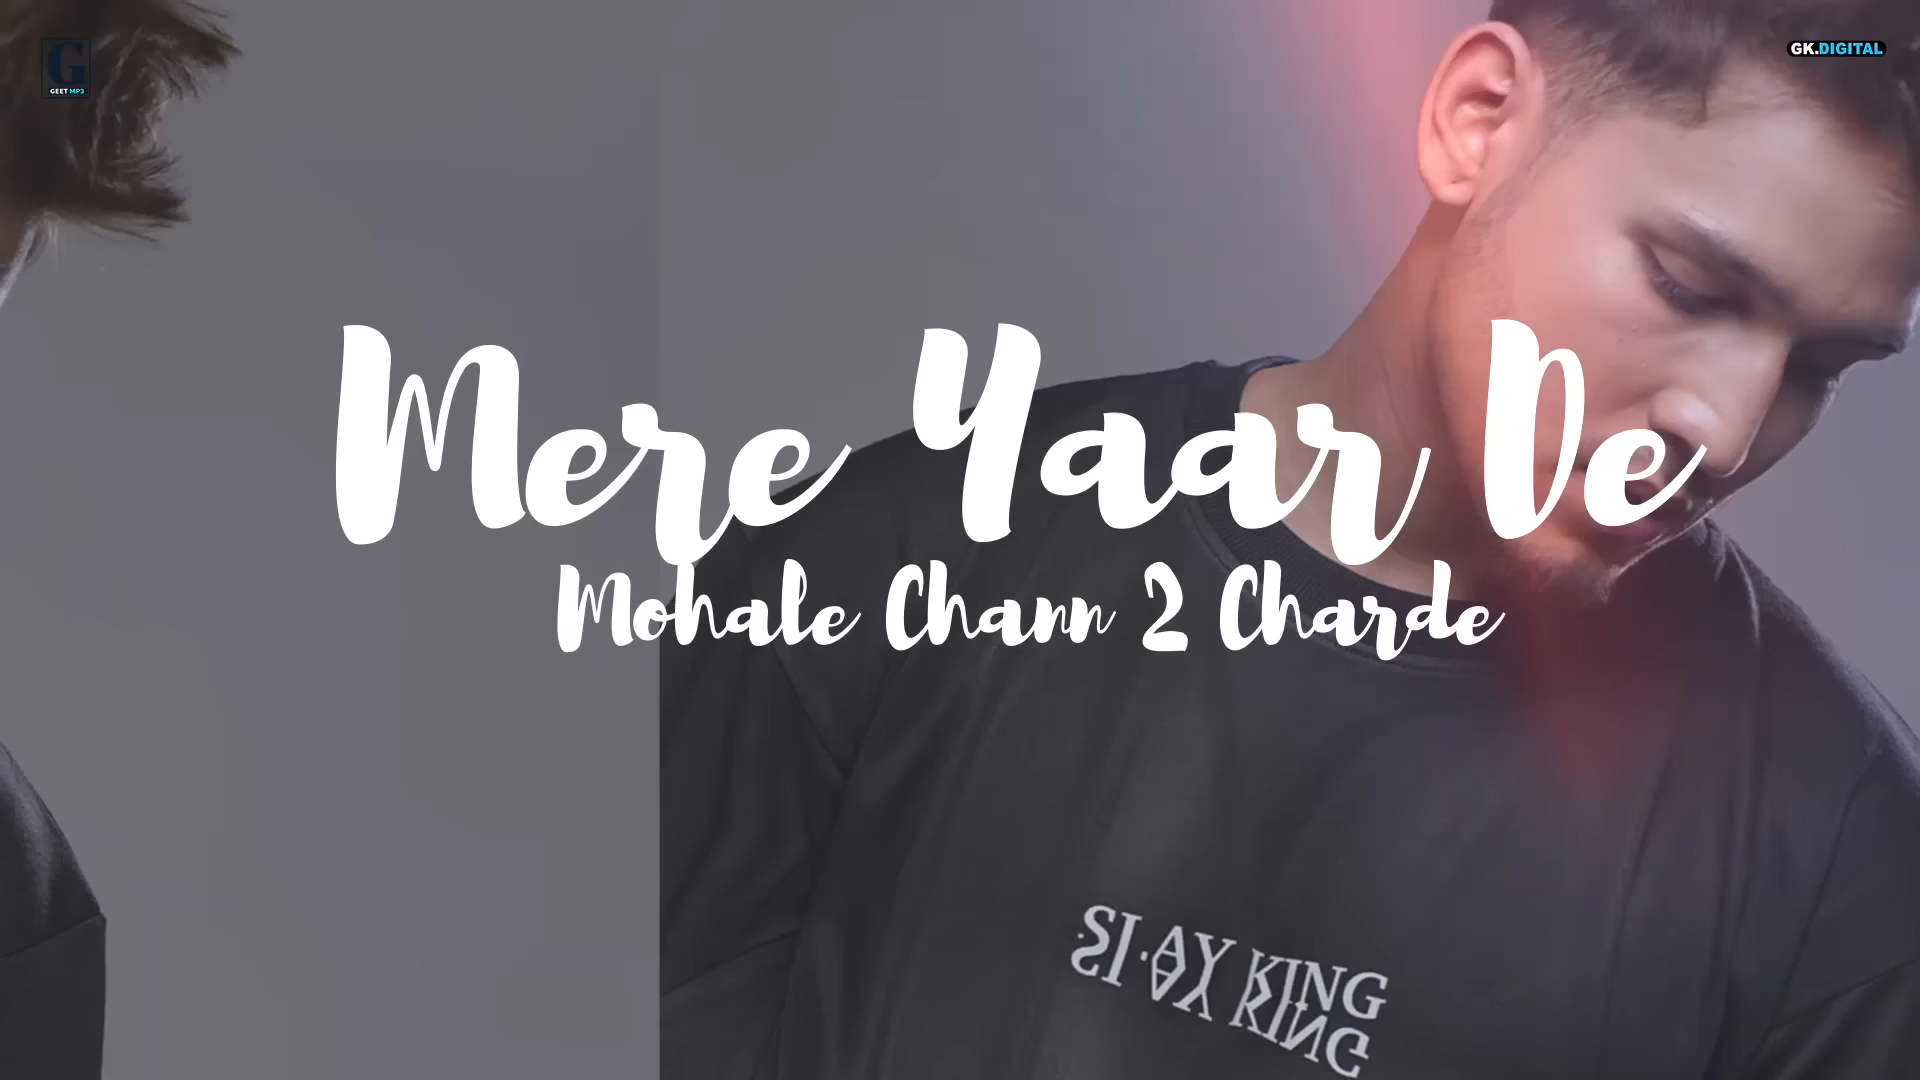 G
GEET MP3
GK.DIGITAL
Mere Yaar De
Mohale Chann 2 Charde
SLAY KING